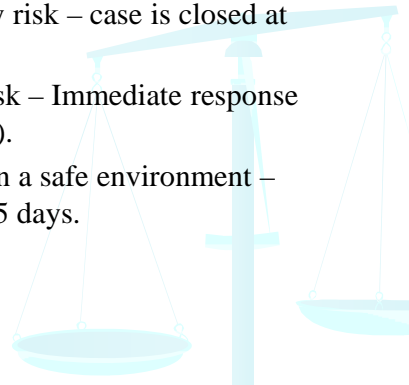 risk – case is closed at
sk – Immediate response
).
n a safe environment –
5 days.